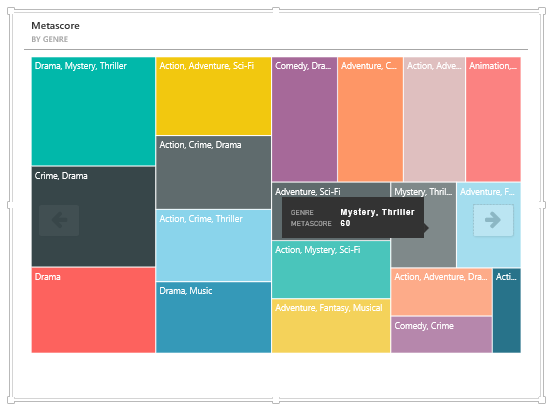 Metascore
BY GENRE
Drama, Mystery, Thriller
Action, Adventure, Sci-Fi
Comedy, Dra...
Adventure, C...
Action, Adve...
Animation,...
Action, Crime, Drama
Crime, Drama
Adventure, Sci-Fi
Mystery, Thril...
Adventure, F...
GENRE Mystery, Thriller
METASCORE 60
Action, Crime, Thriller
Action, Mystery, Sci-Fi
Drama
Action, Adventure, Dra...
Acti...
Drama, Music
Adventure, Fantasy, Musical
Comedy, Crime